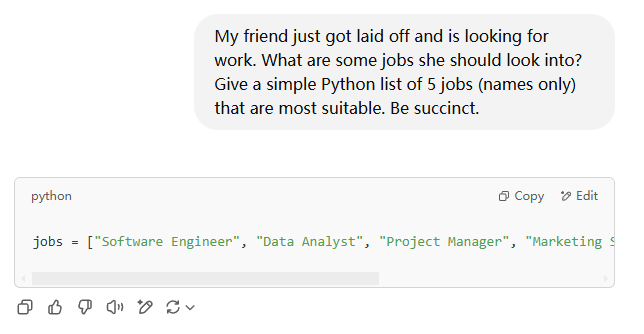 My friend just got laid off and is looking for
work. What are some jobs she should look into?
Give a simple Python list of 5 jobs (names only)
that are most suitable. Be succinct.
python
Copy
Edit
jobs = ["Software Engineer", "Data Analyst", "Project Manager", "Marketing